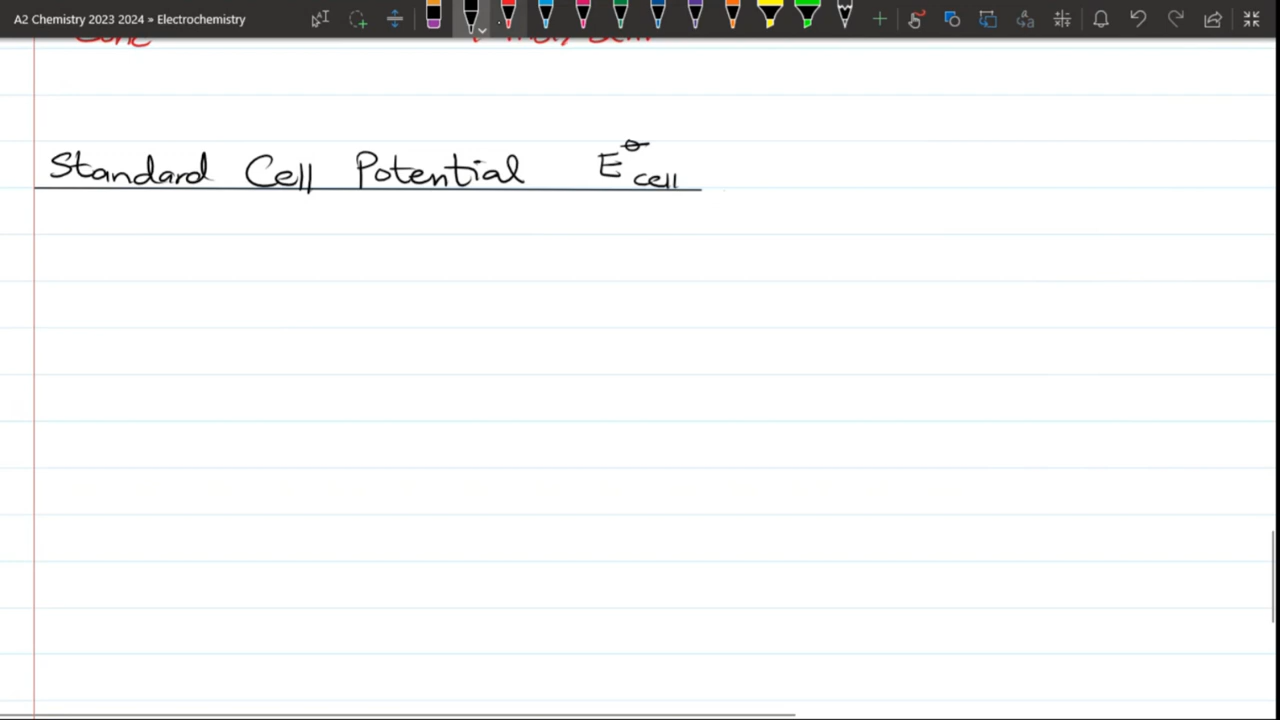 A2 Chemistry 2023 2024 » Electrochemistry
Standard Cell Potential E⦵cell